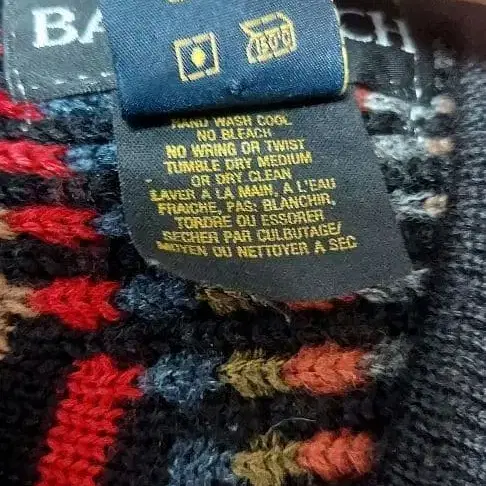 BA CH
150°
HAND WASH COOL
NO BLEACH
NO WRING OR TWIST
TUMBLE DRY MEDIUM
OR DRY CLEAN
LAVER A LA MAIN, A L'EAU
FRAICHE, PAS: BLANCHIR,
TORDRE OU ESSORER
SECHER PAR CULBUTAGE/
MOYEN OU NETTOYER A SEC